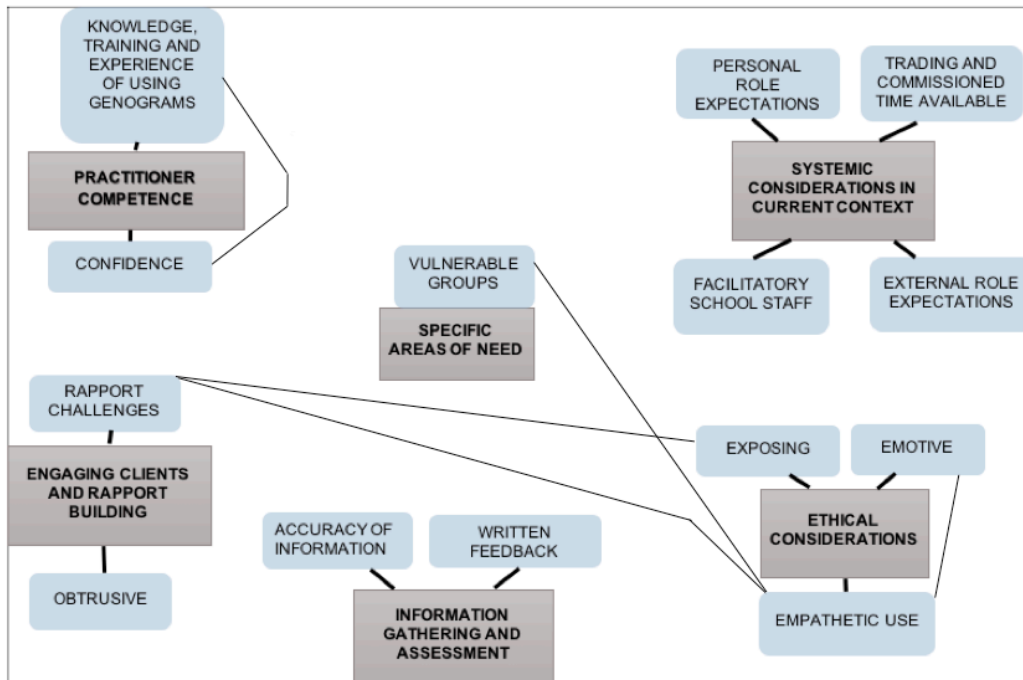 KNOWLEDGE,
TRAINING AND
EXPERIENCE
OF USING
GENOGRAMS
PRACTITIONER
COMPETENCE
CONFIDENCE
PERSONAL
ROLE
EXPECTATIONS
TRADING AND
COMMISSIONED
TIME AVAILABLE
SYSTEMIC
CONSIDERATIONS IN
CURRENT CONTEXT
FACILITATORY
SCHOOL STAFF
EXTERNAL ROLE
EXPECTATIONS
VULNERABLE
GROUPS
SPECIFIC
AREAS OF NEED
RAPPORT
CHALLENGES
ENGAGING CLIENTS
AND RAPPORT
BUILDING
OBTRUSIVE
ACCURACY OF
INFORMATION
WRITTEN
FEEDBACK
INFORMATION
GATHERING AND
ASSESSMENT
EXPOSING
EMOTIVE
ETHICAL
CONSIDERATIONS
EMPATHETIC USE